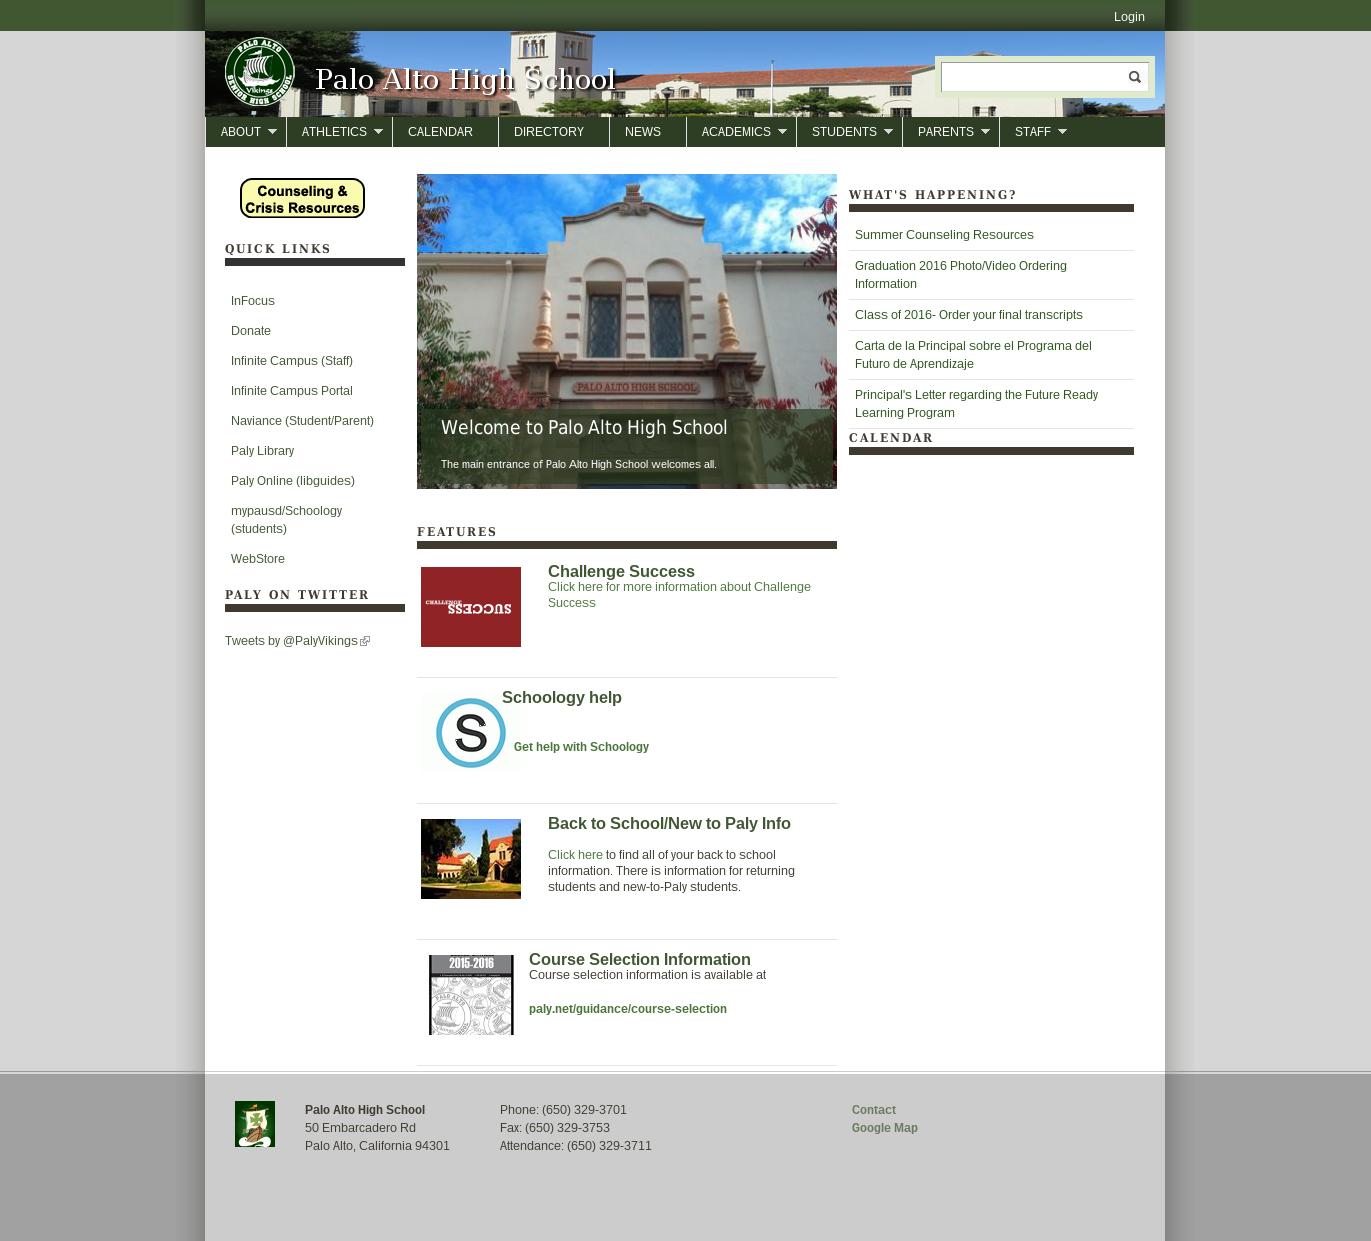 Login
PALO ALTO
Vikings
SENIOR HIGH SCHOOL
Palo Alto High School
ABOUT
ATHLETICS
CALENDAR
DIRECTORY
NEWS
ACADEMICS
STUDENTS
PARENTS
STAFF
Counseling &
Crisis Resources
QUICK LINKS
InFocus
Donate
Infinite Campus (Staff)
Infinite Campus Portal
Naviance (Student/Parent)
Paly Library
Paly Online (libguides)
mypausd/Schoology
(students)
WebStore
PALY ON TWITTER
Tweets by @PalyVikings
PALO ALTO HIGH SCHOOL
Welcome to Palo Alto High School
The main entrance of Palo Alto High School welcomes all.
FEATURES
CHALLENGE
SUCCESS
Challenge Success
Click here for more information about Challenge
Success
S
Schoology help
Get help with Schoology
Back to School/New to Paly Info
Click here to find all of your back to school
information. There is information for returning
students and new-to-Paly students.
2015-2016
Course Selection Information
Course selection information is available at
paly.net/guidance/course-selection
WHAT'S HAPPENING?
Summer Counseling Resources
Graduation 2016 Photo/Video Ordering
Information
Class of 2016- Order your final transcripts
Carta de la Principal sobre el Programa del
Futuro de Aprendizaje
Principal's Letter regarding the Future Ready
Learning Program
CALENDAR
Palo Alto High School
50 Embarcadero Rd
Palo Alto, California 94301
Phone: (650) 329-3701
Fax: (650) 329-3753
Attendance: (650) 329-3711
Contact
Google Map